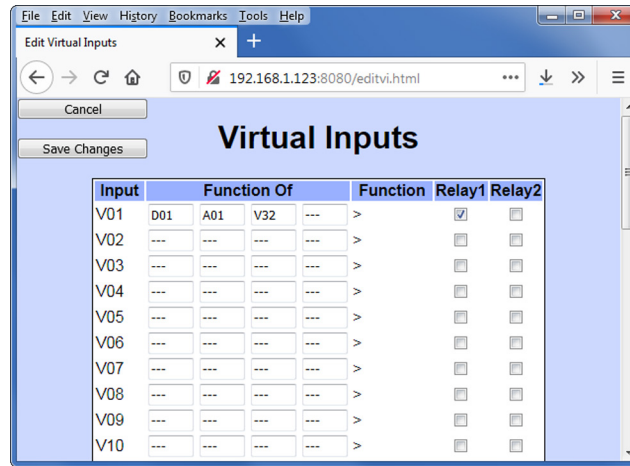 File Edit View History Bookmarks Tools Help
Edit Virtual Inputs
192.168.1.123:8080/editvi.html
Cancel
Save Changes
Virtual Inputs
Input Function Of Function Relay1 Relay2
V01 D01 A01 V32 --- >
V02 --- --- --- --- >
V03 --- --- --- --- >
V04 --- --- --- --- >
V05 --- --- --- --- >
V06 --- --- --- --- >
V07 --- --- --- --- >
V08 --- --- --- --- >
V09 --- --- --- --- >
V10 --- --- --- --- >